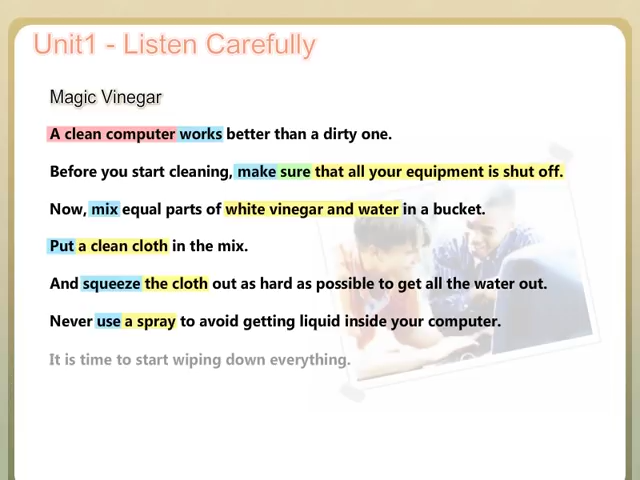 Unit1 - Listen Carefully
Magic Vinegar
A clean computer works better than a dirty one.
Before you start cleaning, make sure that all your equipment is shut off.
Now, mix equal parts of white vinegar and water in a bucket.
Put a clean cloth in the mix.
And squeeze the cloth out as hard as possible to get all the water out.
Never use a spray to avoid getting liquid inside your computer.
It is time to start wiping down everything.